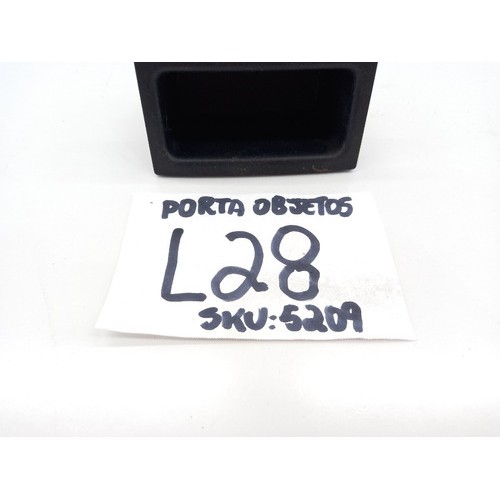 PORTA OBJETOS
L28
SKU: 5209